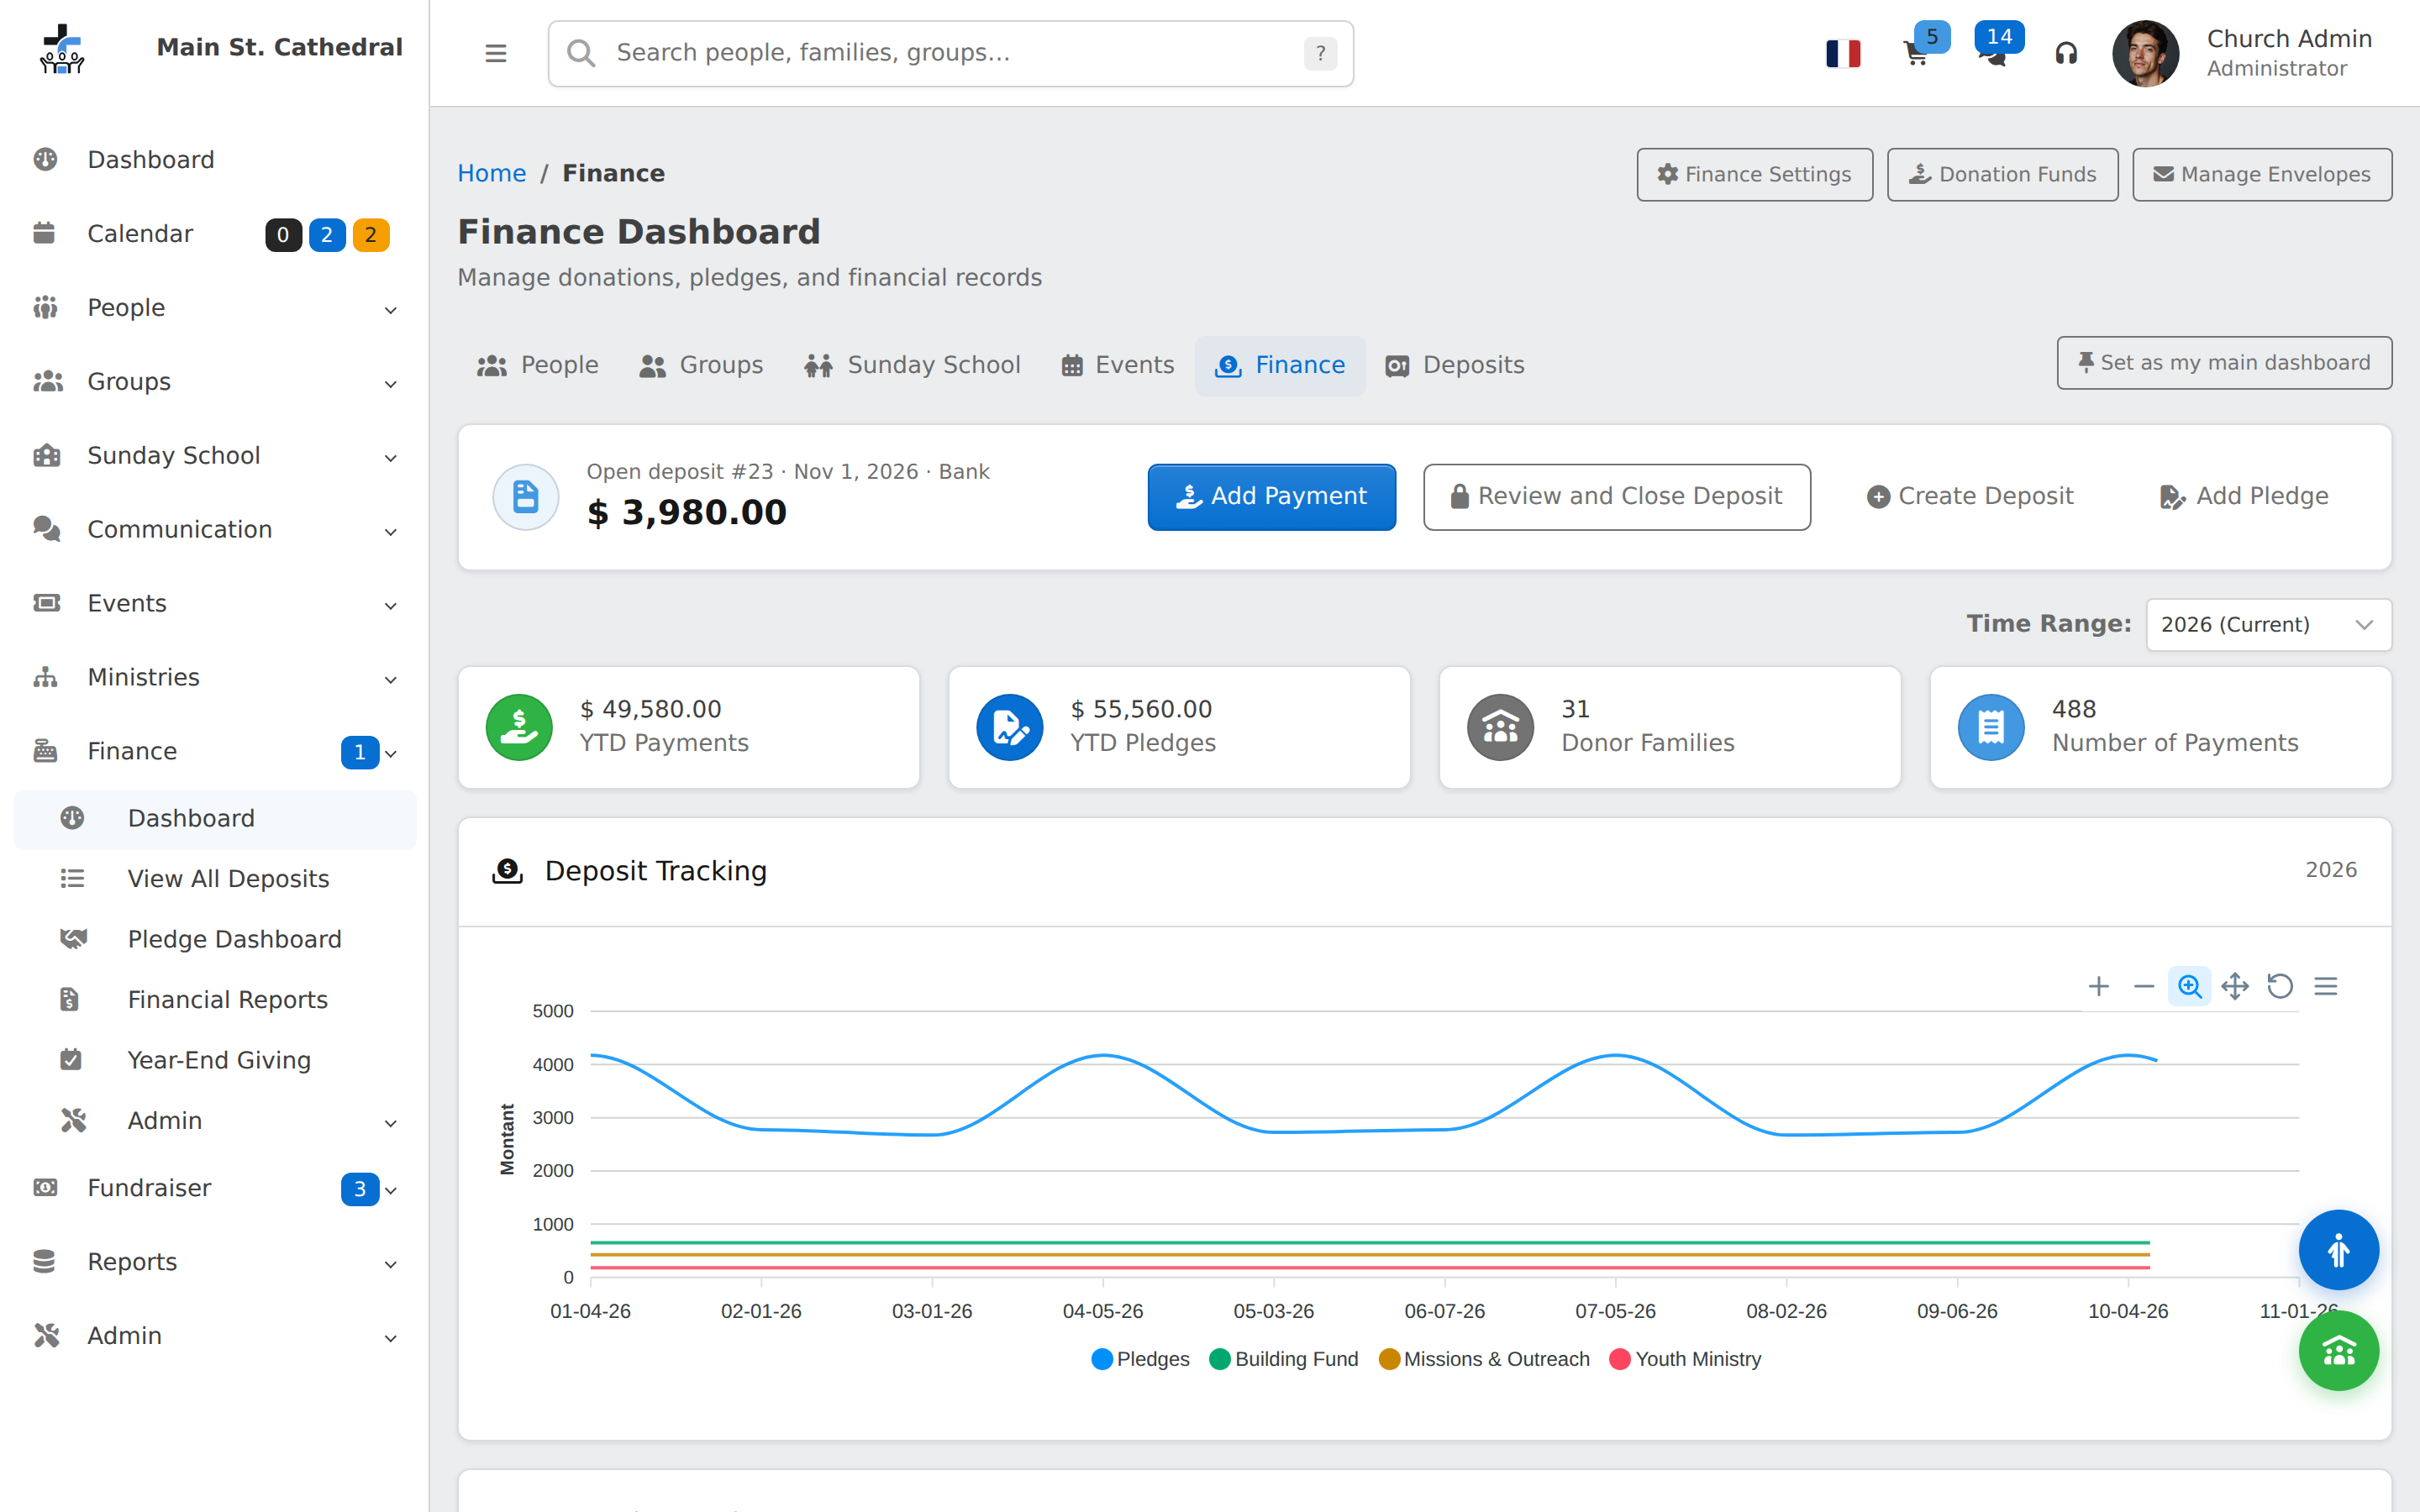 Main St. Cathedral
Search people, families, groups...
?
5
14
Church Admin
Administrator
Dashboard
Calendar
0
2
2
People
Groups
Sunday School
Communication
Events
Ministries
Finance
1
Dashboard
View All Deposits
Pledge Dashboard
Financial Reports
Year-End Giving
Admin
Fundraiser
3
Reports
Admin
Home / Finance
Finance Settings
Donation Funds
Manage Envelopes
Finance Dashboard
Manage donations, pledges, and financial records
People
Groups
Sunday School
Events
Finance
Deposits
Set as my main dashboard
Open deposit #23 · Nov 1, 2026 · Bank
$ 3,980.00
Add Payment
Review and Close Deposit
Create Deposit
Add Pledge
Time Range:
2026 (Current)
$ 49,580.00
YTD Payments
$ 55,560.00
YTD Pledges
31
Donor Families
488
Number of Payments
Deposit Tracking
2026
Montant
5000
4000
3000
2000
1000
0
01-04-26
02-01-26
03-01-26
04-05-26
05-03-26
06-07-26
07-05-26
08-02-26
09-06-26
10-04-26
11-01-26
Pledges
Building Fund
Missions & Outreach
Youth Ministry